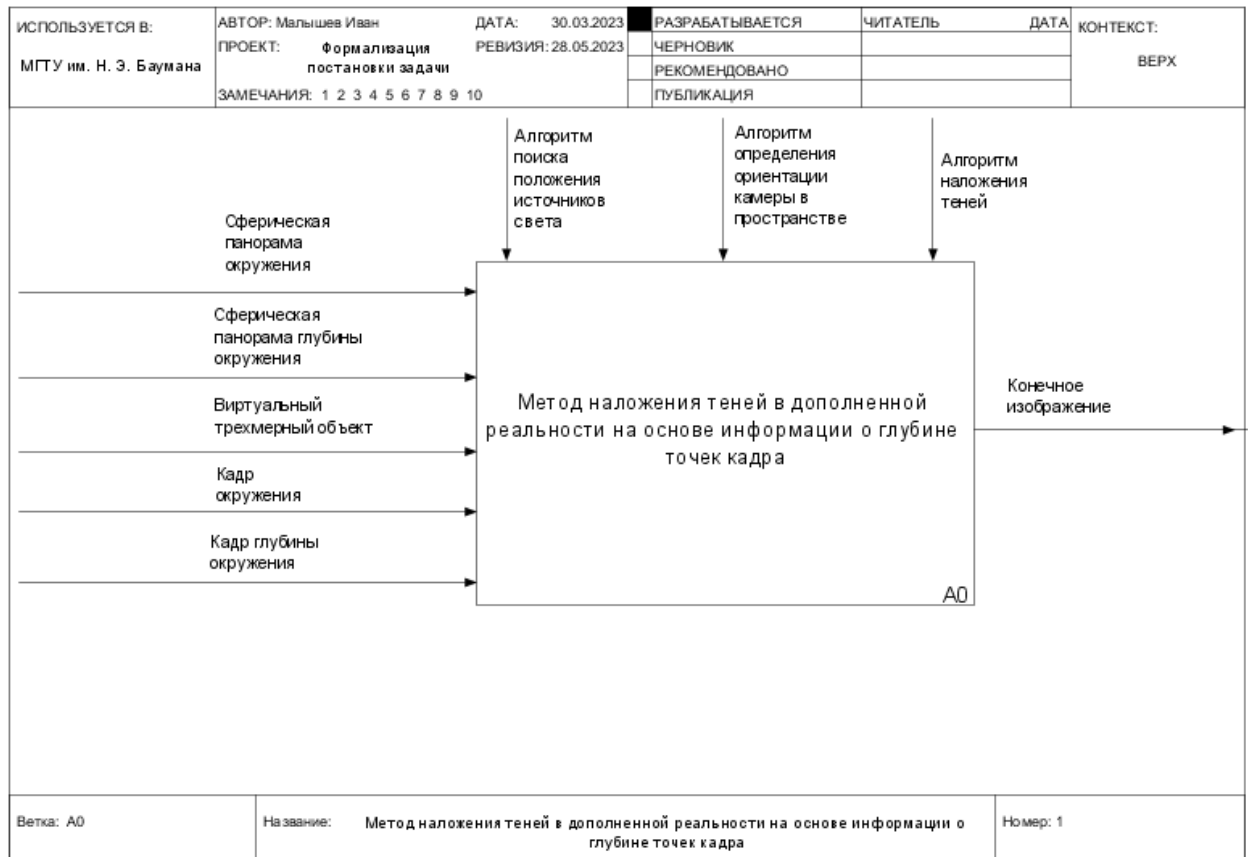 ИСПОЛЬЗУЕТСЯ В:
МГТУ им. Н. Э. Баумана
АВТОР: Малышев Иван
ДАТА: 30.03.2023
ПРОЕКТ: Формализация
постановки задачи
РЕВИЗИЯ: 28.05.2023
ЗАМЕЧАНИЯ: 1 2 3 4 5 6 7 8 9 10
РАЗРАБАТЫВАЕТСЯ
ЧЕРНОВИК
РЕКОМЕНДОВАНО
ПУБЛИКАЦИЯ
ЧИТАТЕЛЬ ДАТА
КОНТЕКСТ:
ВЕРХ
Алгоритм
поиска
положения
источников
света
Алгоритм
определения
ориентации
камеры в
пространстве
Алгоритм
наложения
теней
Сферическая
панорама
окружения
Сферическая
панорама глубины
окружения
Виртуальный
трехмерный объект
Кадр
окружения
Кадр глубины
окружения
Метод наложения теней в дополненной
реальности на основе информации о глубине
точек кадра
A0
Конечное
изображение
Ветка: A0
Название: Метод наложения теней в дополненной реальности на основе информации о
глубине точек кадра
Номер: 1